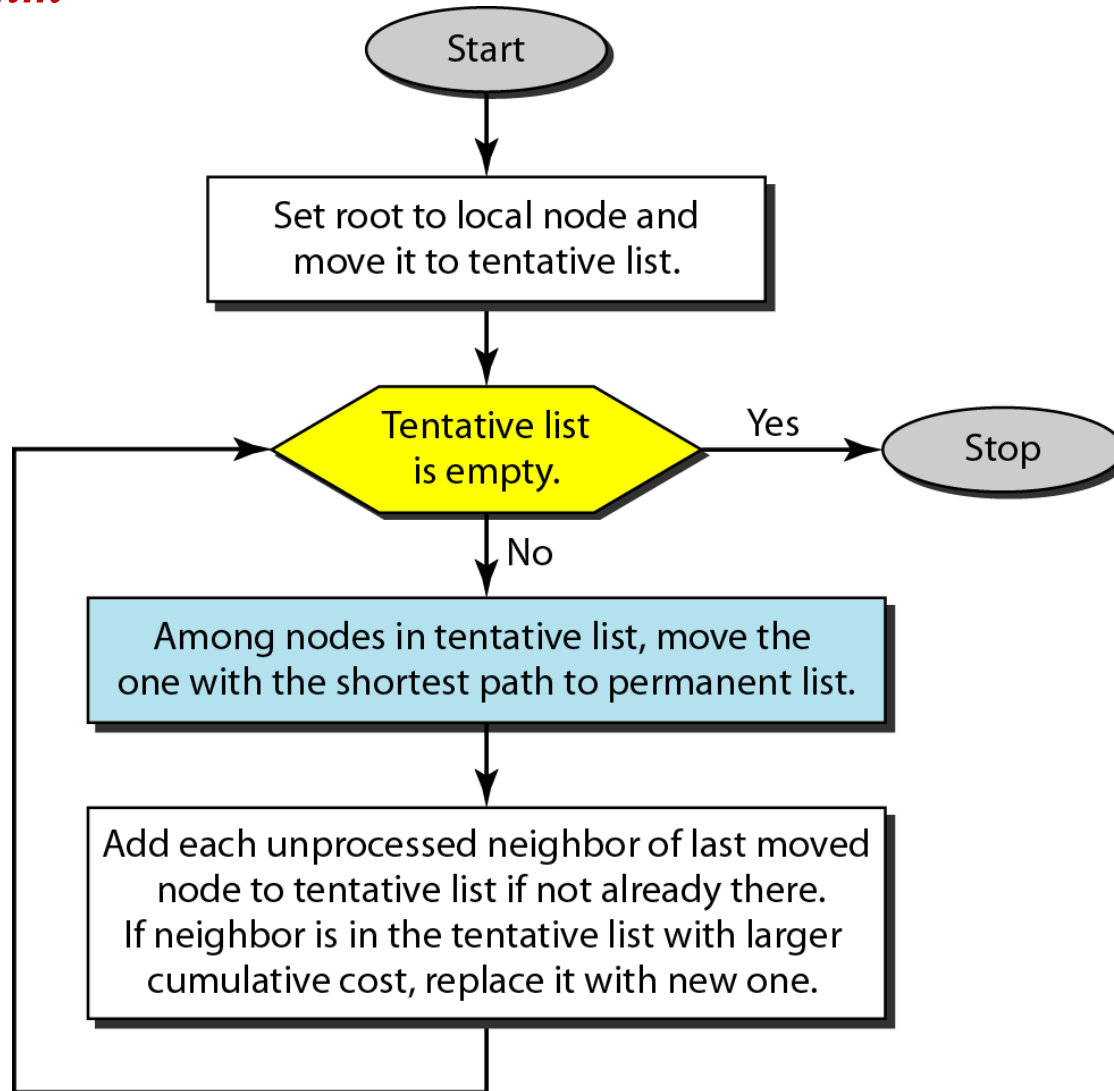 Start
Set root to local node and
move it to tentative list.
Tentative list
is empty.
Yes
Stop
No
Among nodes in tentative list, move the
one with the shortest path to permanent list.
Add each unprocessed neighbor of last moved
node to tentative list if not already there.
If neighbor is in the tentative list with larger
cumulative cost, replace it with new one.